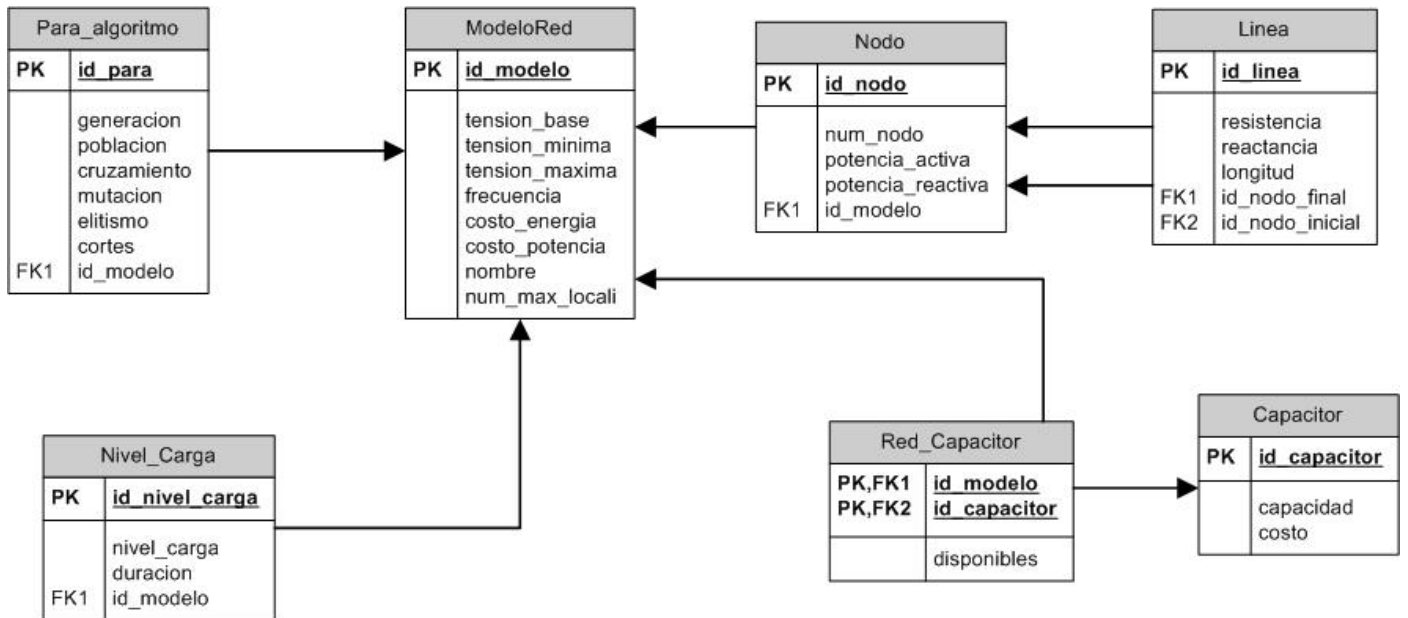 Para_algoritmo
PK id_para
generacion
poblacion
cruzamiento
mutacion
elitismo
cortes
FK1 id_modelo
ModeloRed
PK id_modelo
tension_base
tension_minima
tension_maxima
frecuencia
costo_energia
costo_potencia
nombre
num_max_locali
Nodo
PK id_nodo
num_nodo
potencia_activa
potencia_reactiva
FK1 id_modelo
Linea
PK id_linea
resistencia
reactancia
longitud
FK1 id_nodo_final
FK2 id_nodo_inicial
Nivel_Carga
PK id_nivel_carga
nivel_carga
duracion
FK1 id_modelo
Red_Capacitor
PK,FK1 id_modelo
PK,FK2 id_capacitor
disponibles
Capacitor
PK id_capacitor
capacidad
costo